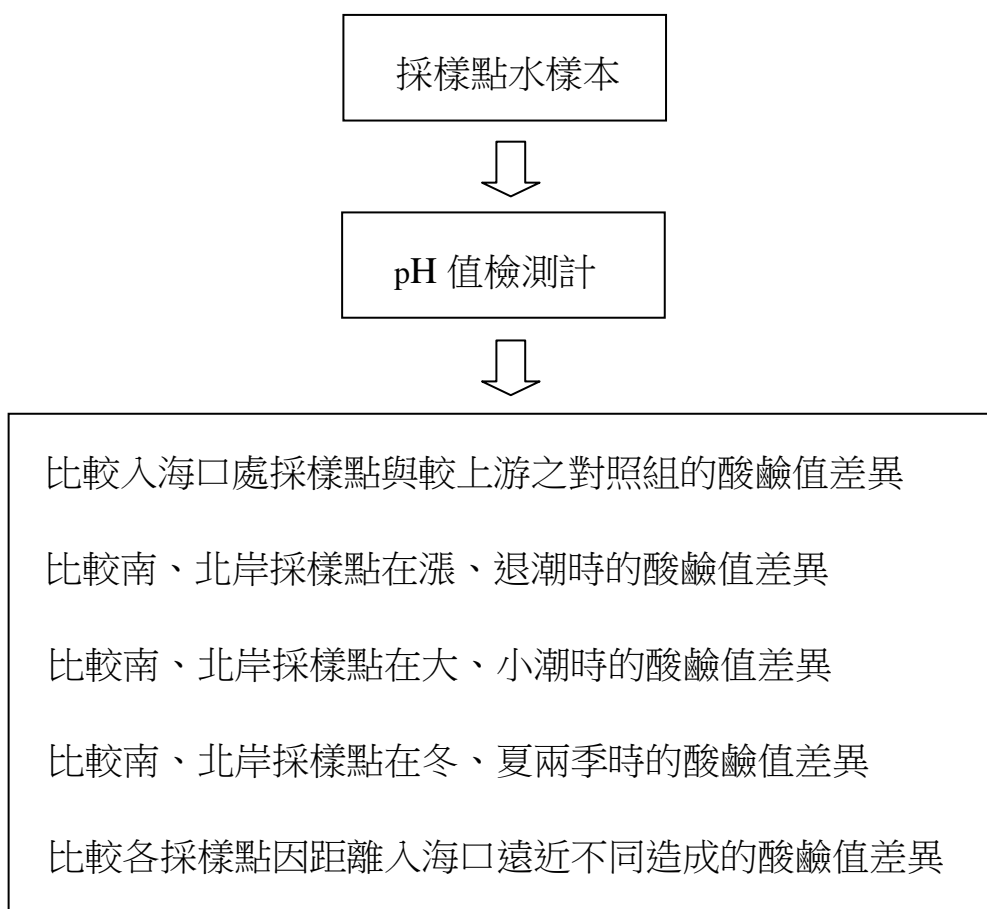 採樣點水樣本
pH 值檢測計
比較入海口處採樣點與較上游之對照組的酸鹼值差異
比較南、北岸採樣點在漲、退潮時的酸鹼值差異
比較南、北岸採樣點在大、小潮時的酸鹼值差異
比較南、北岸採樣點在冬、夏兩季時的酸鹼值差異
比較各採樣點因距離入海口遠近不同造成的酸鹼值差異